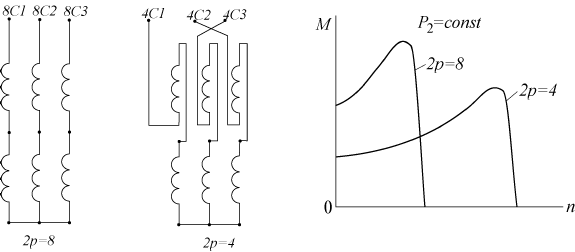 8C1 8C2 8C3
2p=8
4C1 4C2 4C3
2p=4
M
P2=const
2p=8
2p=4
0
n